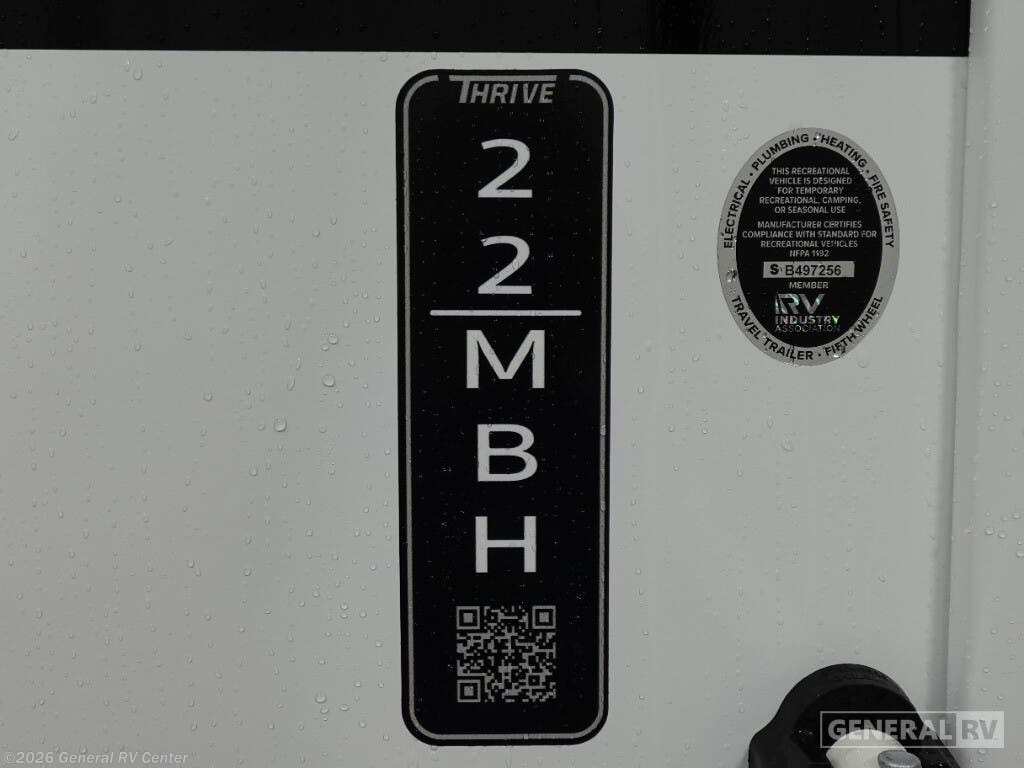 THRIVE
2
2
M
B
H
ELECTRICAL · PLUMBING · HEATING · FIRE SAFETY
THIS RECREATIONAL
VEHICLE IS DESIGNED
FOR TEMPORARY
RECREATIONAL, CAMPING,
OR SEASONAL USE
MANUFACTURER CERTIFIES
COMPLIANCE WITH STANDARD FOR
RECREATIONAL VEHICLES
NFPA 1192
S B497256
MEMBER
RV
INDUSTRY
ASSOCIATION
TRAVEL TRAILER · FIFTH WHEEL
GENERAL RV
©2026 General RV Center